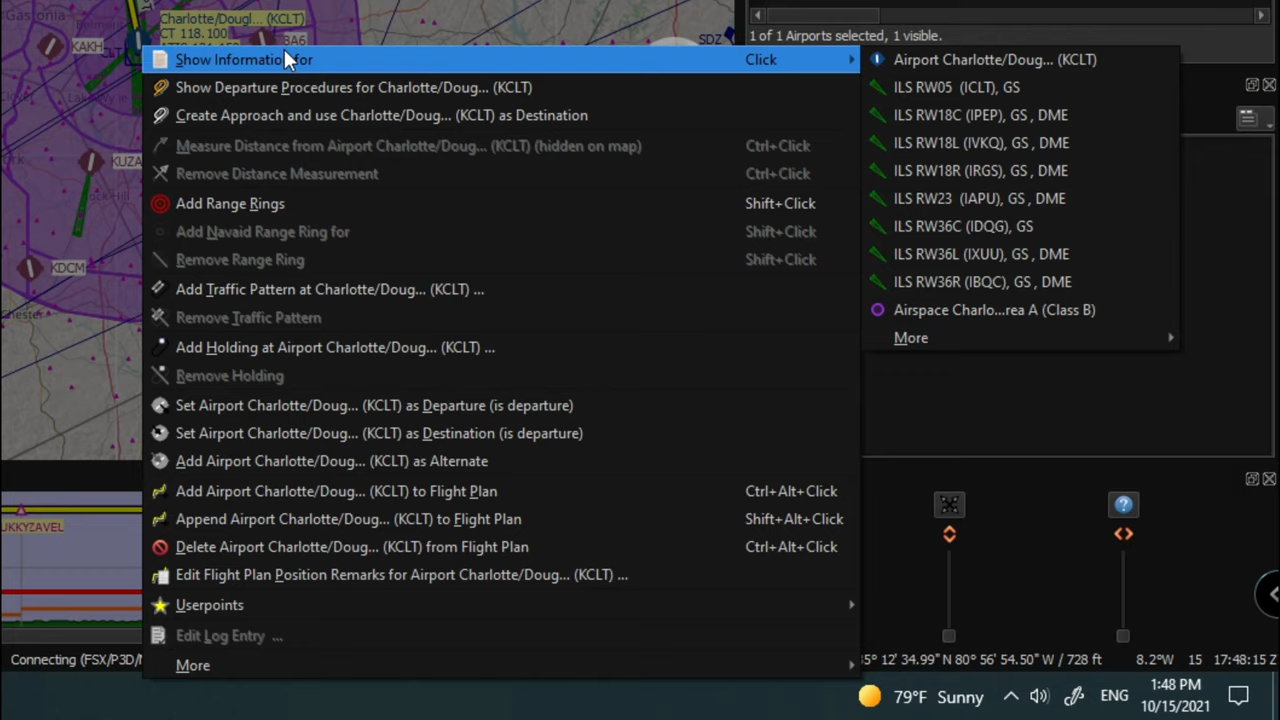 Gastonia
Charlotte/Dougl... (KCLT)
CT 118.100
KAKH
SDZ
1 of 1 Airports selected, 1 visible.
Show Information for Click
Show Departure Procedures for Charlotte/Doug... (KCLT)
Create Approach and use Charlotte/Doug... (KCLT) as Destination
Measure Distance from Airport Charlotte/Doug... (KCLT) (hidden on map) Ctrl+Click
Remove Distance Measurement Ctrl+Click
Add Range Rings Shift+Click
Add Navaid Range Ring for Shift+Click
Remove Range Ring Shift+Click
Add Traffic Pattern at Charlotte/Doug... (KCLT) ...
Remove Traffic Pattern
Add Holding at Airport Charlotte/Doug... (KCLT) ...
Remove Holding
Set Airport Charlotte/Doug... (KCLT) as Departure (is departure)
Set Airport Charlotte/Doug... (KCLT) as Destination (is departure)
Add Airport Charlotte/Doug... (KCLT) as Alternate
Add Airport Charlotte/Doug... (KCLT) to Flight Plan Ctrl+Alt+Click
Append Airport Charlotte/Doug... (KCLT) to Flight Plan Shift+Alt+Click
Delete Airport Charlotte/Doug... (KCLT) from Flight Plan Ctrl+Alt+Click
Edit Flight Plan Position Remarks for Airport Charlotte/Doug... (KCLT) ...
Userpoints
Edit Log Entry ...
More
Airport Charlotte/Doug... (KCLT)
ILS RW05 (ICLT), GS
ILS RW18C (IPEP), GS , DME
ILS RW18L (IVKQ), GS , DME
ILS RW18R (IRGS), GS , DME
ILS RW23 (IAPU), GS , DME
ILS RW36C (IDQG), GS
ILS RW36L (IXUU), GS , DME
ILS RW36R (IBQC), GS , DME
Airspace Charlo...rea A (Class B)
More
KUZA
KDCM
Chester
UKKYZAVEL
Connecting (FSX/P3D/
5° 12' 34.99" N 80° 56' 54.50" W / 728 ft 8.2°W 15 17:48:15 Z
79°F Sunny ENG 1:48 PM
10/15/2021